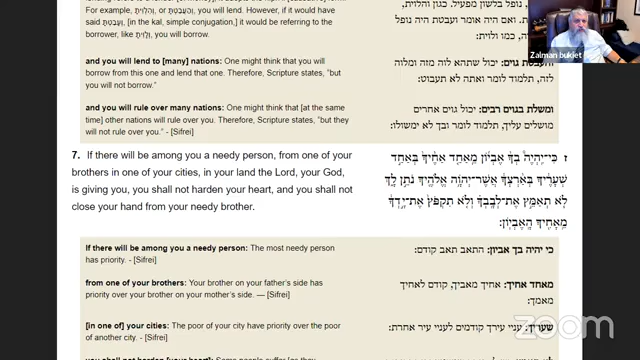 For example, וְהַעֲבַטְתָּ, or וְהִלְוִיתָ, you will lend. However, if it would have
said וְעָבַטְתָּ, [in the kal, simple conjugation,] it would be referring to the
borrower, like וְלָוִיתָ, you will borrow.
and you will lend to [many] nations: One might think that you will
borrow from this one and lend that one. Therefore, Scripture states, "but
you will not borrow."
and you will rule over many nations: One might think that [at the same
time] other nations will rule over you. Therefore, Scripture states, "but they
will not rule over you." - [Sifrei]
נופל בלשון מפעיל, כגון והלוית,
ואם היה אומר ועבטת היה נופל
כמו ולוית:
והעבטת גוים: יכול שתהא לוה מזה ומלוה
לזה, תלמוד לומר ואתה לא תעבוט:
ומשלת בגוים רבים: יכול גוים אחרים
מושלים עליך, תלמוד לומר ובך לא ימשולו:
Zalman bukiet
7. If there will be among you a needy person, from one of your
brothers in one of your cities, in your land the Lord, your God,
is giving you, you shall not harden your heart, and you shall not
close your hand from your needy brother.
ז כִּי־יִֽהְיֶה֩ בְךָ֨ אֶבְי֜וֹן מֵֽאַחַ֤ד אַחֶ֨יךָ֙ בְּאַחַ֣ד
שְׁעָרֶ֔יךָ בְּאַ֨רְצְךָ֔ אֲשֶׁר־יְהֹוָ֥ה אֱלֹהֶ֖יךָ נֹתֵ֣ן לָ֑ךְ
לֹ֧א תְאַמֵּ֣ץ אֶת־לְבָֽבְךָ֗ וְלֹ֤א תִקְפֹּץ֙ אֶת־יָ֣דְךָ֔
מֵֽאָחִ֖יךָ הָֽאֶבְיֽוֹן:
If there will be among you a needy person: The most needy person
has priority. - [Sifrei]
כי יהיה בך אביון: התאב תאב קודם:
from one of your brothers: Your brother on your father's side has
priority over your brother on your mother's side. — [Sifrei]
מאחד אחיך: אחיך מאביך, קודם לאחיך
מאמך:
[in one of] your cities: The poor of your city have priority over the poor
of another city. - [Sifrei]
שעריך: עניי עירך קודמים לעניי עיר אחרת:
zoom